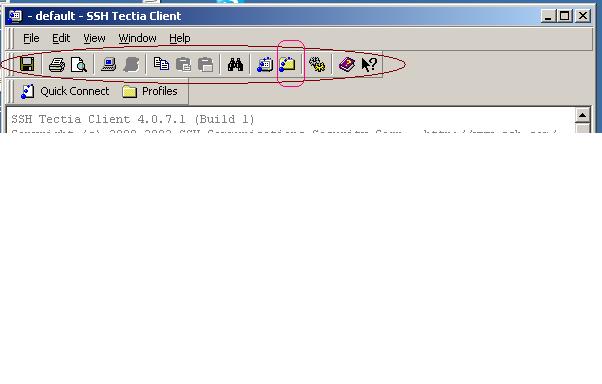 - default - SSH Tectia Client
File Edit View Window Help
Quick Connect Profiles
SSH Tectia Client 4.0.7.1 (Build 1)